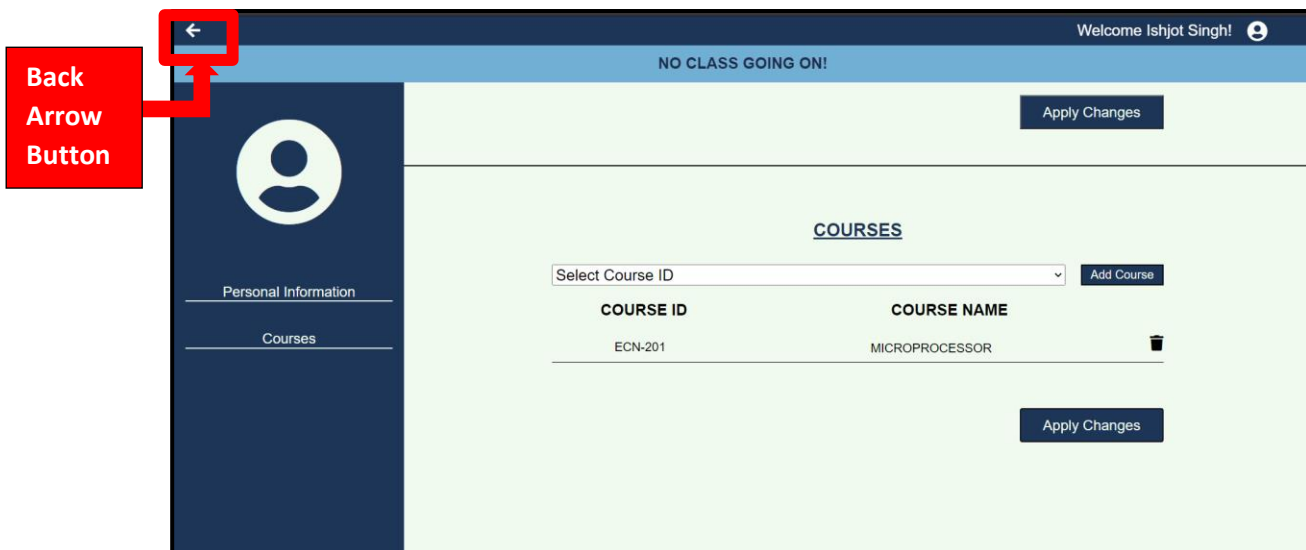 Welcome Ishjot Singh!
NO CLASS GOING ON!
Back
Arrow
Button
Apply Changes
Personal Information
Courses
COURSES
Select Course ID
Add Course
COURSE ID COURSE NAME
ECN-201 MICROPROCESSOR
Apply Changes